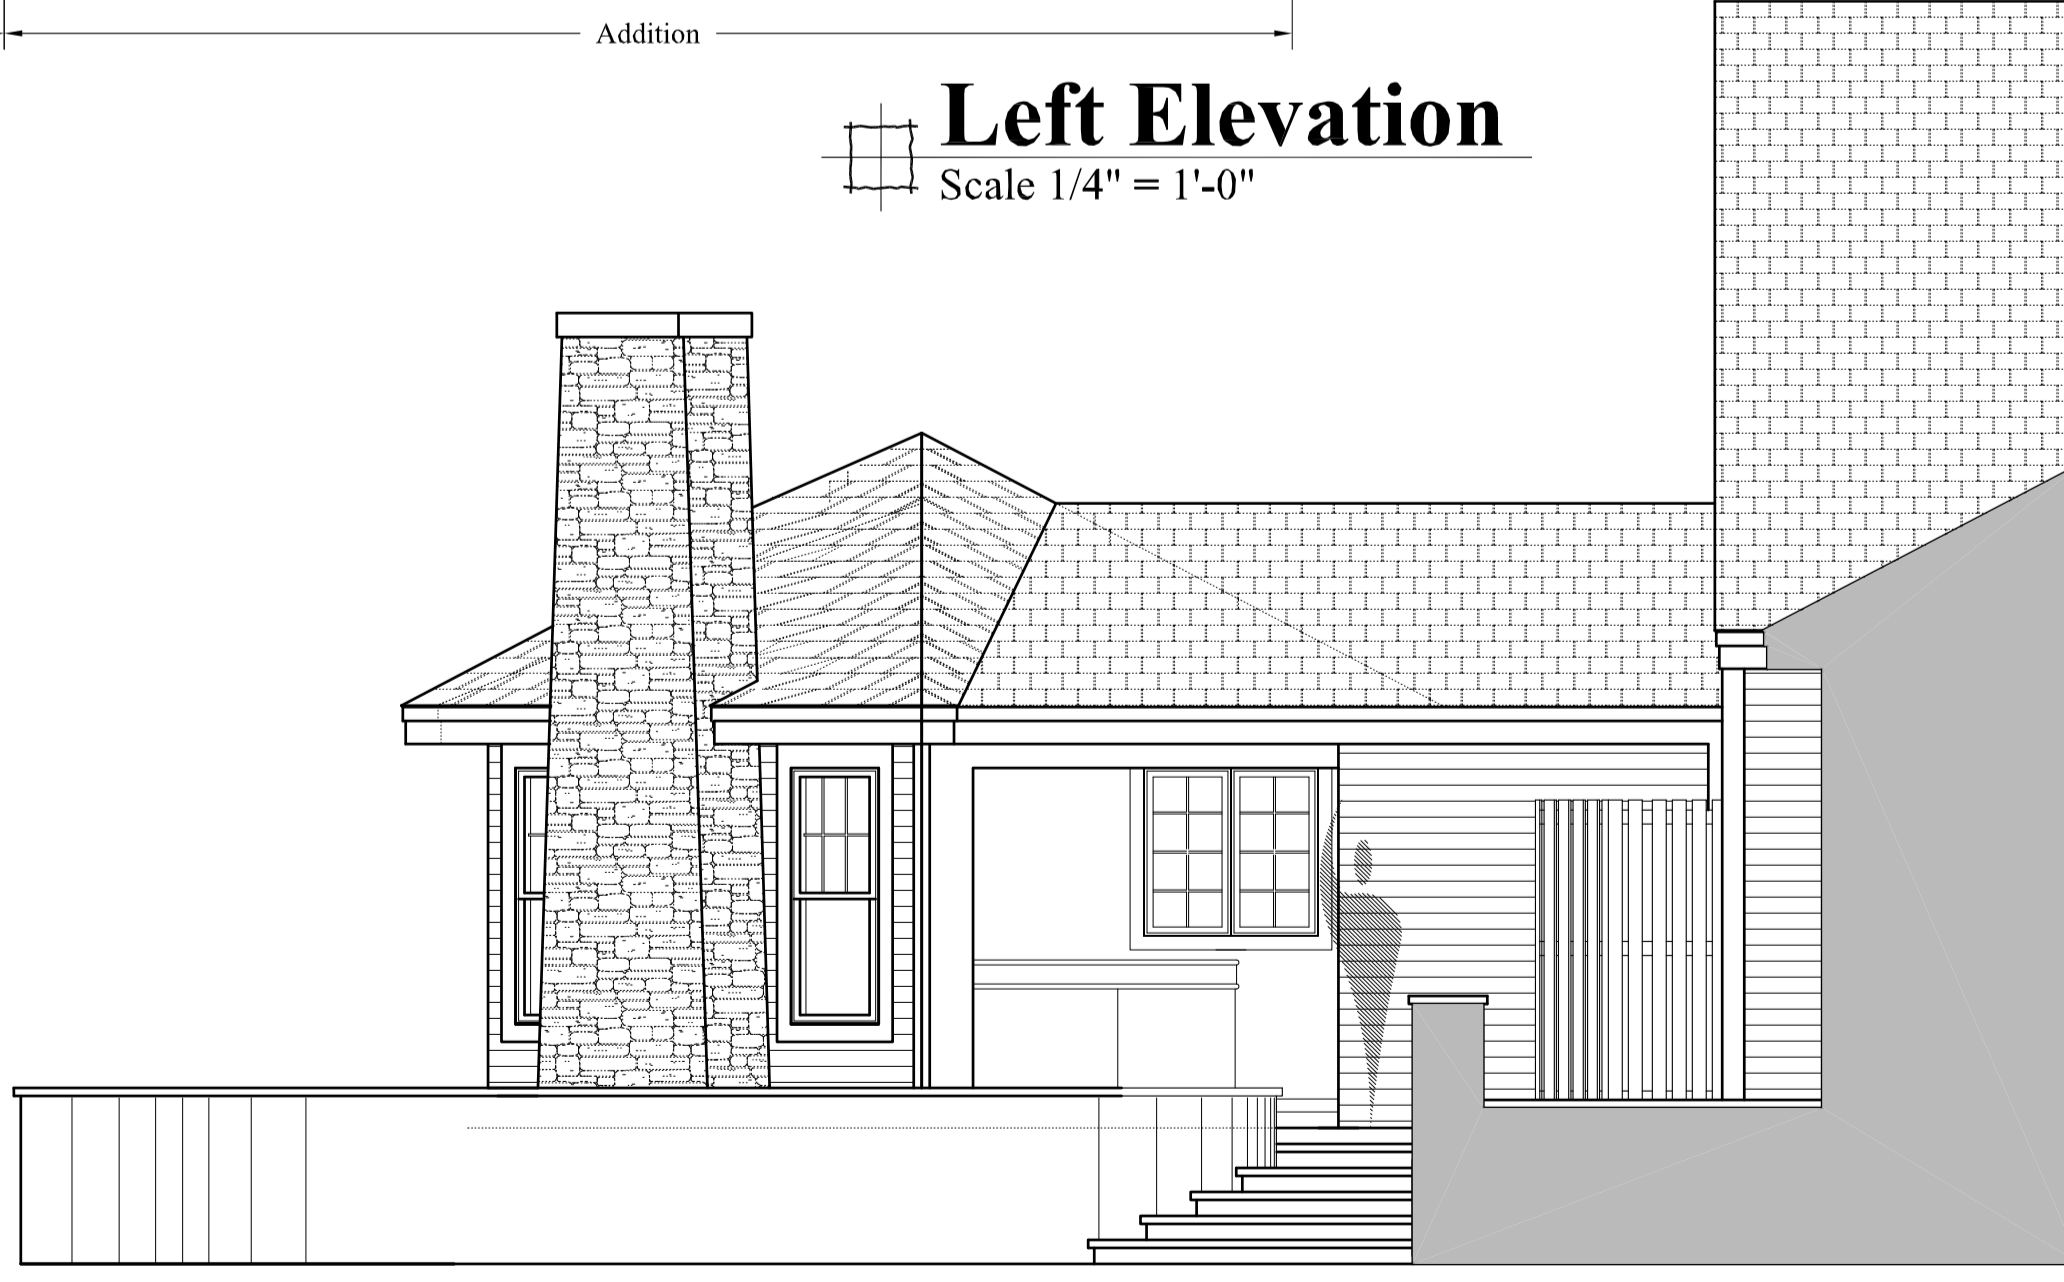 Addition
Left Elevation
Scale 1/4" = 1'-0"